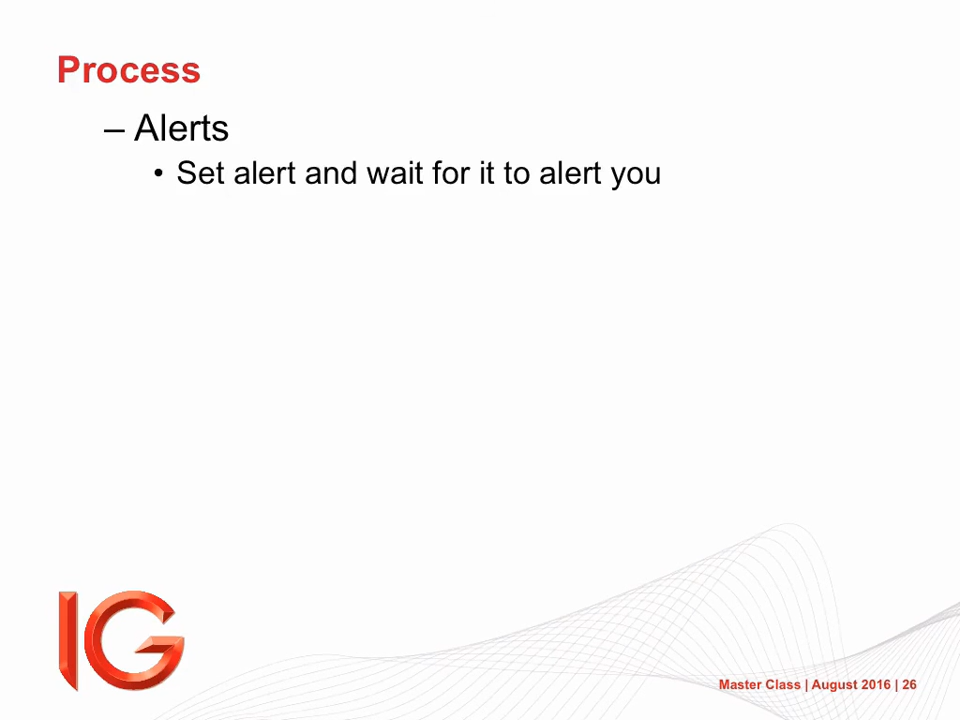 Process
– Alerts
• Set alert and wait for it to alert you
IG
Master Class | August 2016 | 26